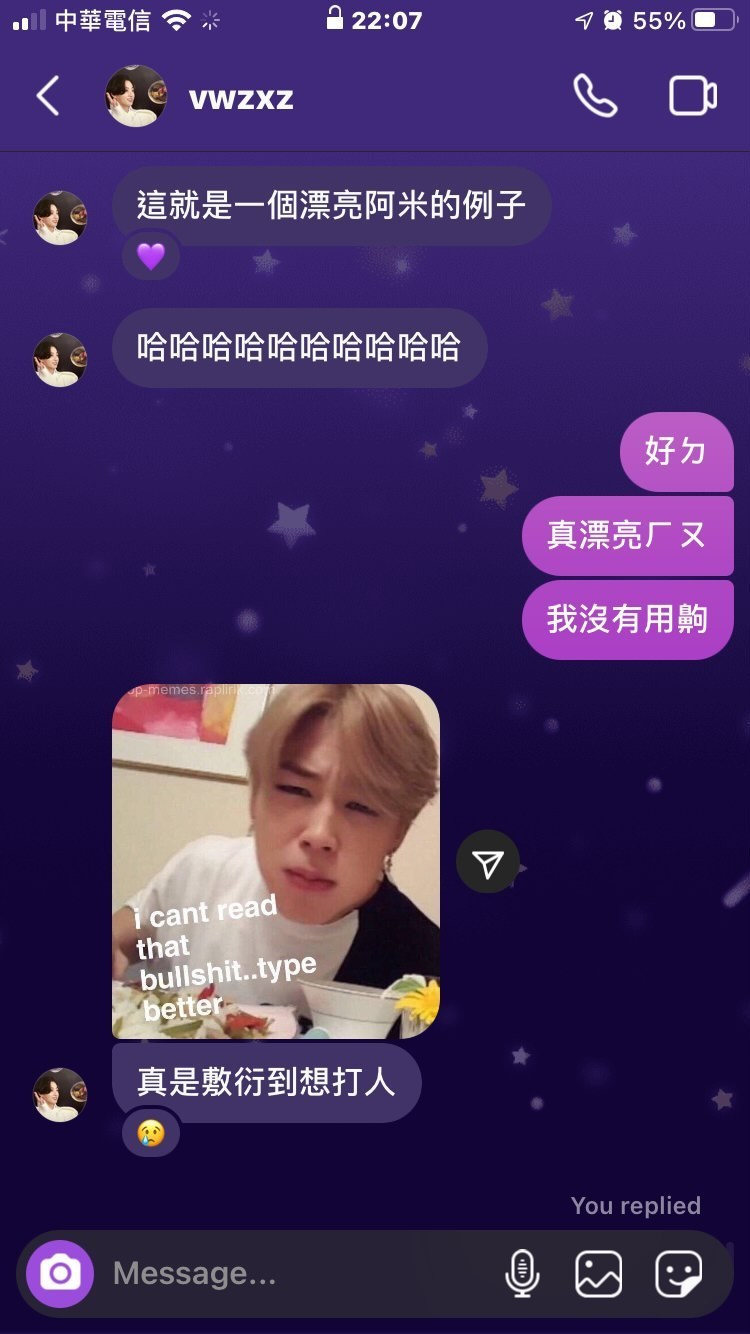 中華電信
22:07
55%
vwzxz
這就是一個漂亮阿米的例子
💜
哈哈哈哈哈哈哈哈哈哈
好ㄉ
真漂亮ㄏㄡ
我沒有用齁
i cant read
that
bullshit..type
better
真是敷衍到想打人
😢
You replied
Message...